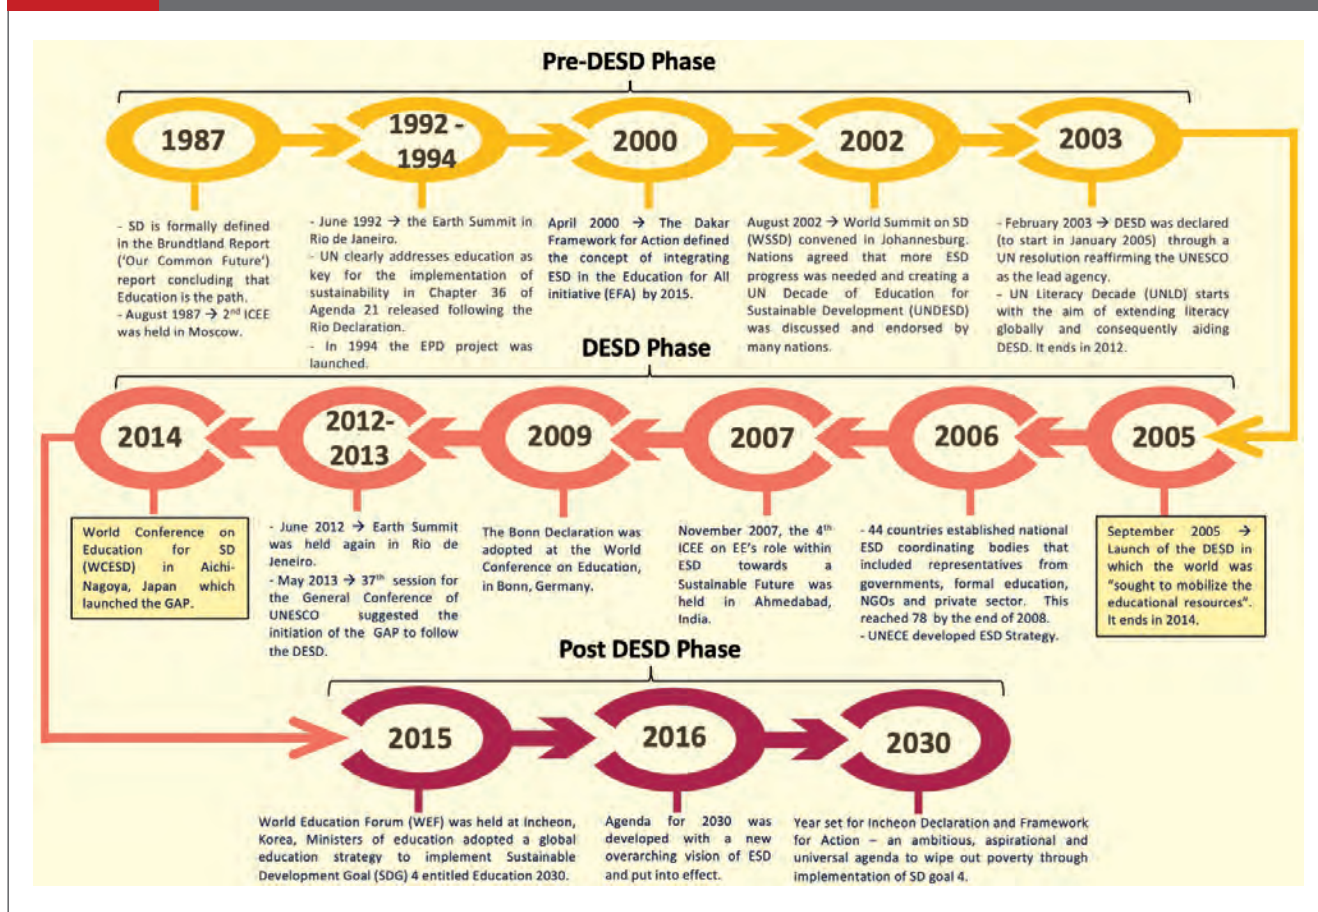 Pre-DESD Phase
1987
1992 -
1994
2000
2002
2003
- SD is formally defined
in the Brundtland Report
('Our Common Future')
report concluding that
Education is the path.
- August 1987 → 2nd ICEE
was held in Moscow.
- June 1992 → the Earth Summit in
Rio de Janeiro.
- UN clearly addresses education as
key for the implementation of
sustainability in Chapter 36 of
Agenda 21 released following the
Rio Declaration.
- In 1994 the EPD project was
launched.
April 2000 → The Dakar
Framework for Action defined
the concept of integrating
ESD in the Education for All
initiative (EFA) by 2015.
August 2002 → World Summit on SD
(WSSD) convened in Johannesburg.
Nations agreed that more ESD
progress was needed and creating a
UN Decade of Education for
Sustainable Development (UNDESD)
was discussed and endorsed by
many nations.
- February 2003 → DESD was declared
(to start in January 2005) through a
UN resolution reaffirming the UNESCO
as the lead agency.
- UN Literacy Decade (UNLD) starts
with the aim of extending literacy
globally and consequently aiding
DESD. It ends in 2012.
DESD Phase
2014
2012-
2013
2009
2007
2006
2005
World Conference on
Education for SD
(WCESD) in Aichi-
Nagoya, Japan which
launched the GAP.
- June 2012 → Earth Summit
was held again in Rio de
Jeneiro.
- May 2013 → 37th session for
the General Conference of
UNESCO suggested the
initiation of the GAP to follow
the DESD.
The Bonn Declaration was
adopted at the World
Conference on Education,
in Bonn, Germany.
November 2007, the 4th
ICEE on EE's role within
ESD towards a
Sustainable Future was
held in Ahmedabad,
India.
- 44 countries established national
ESD coordinating bodies that
included representatives from
governments, formal education,
NGOs and private sector. This
reached 78 by the end of 2008.
- UNECE developed ESD Strategy.
September 2005 →
Launch of the DESD in
which the world was
"sought to mobilize the
educational resources".
It ends in 2014.
Post DESD Phase
2015
2016
2030
World Education Forum (WEF) was held at Incheon,
Korea, Ministers of education adopted a global
education strategy to implement Sustainable
Development Goal (SDG) 4 entitled Education 2030.
Agenda for 2030 was
developed with a new
overarching vision of ESD
and put into effect.
Year set for Incheon Declaration and Framework
for Action – an ambitious, aspirational and
universal agenda to wipe out poverty through
implementation of SD goal 4.